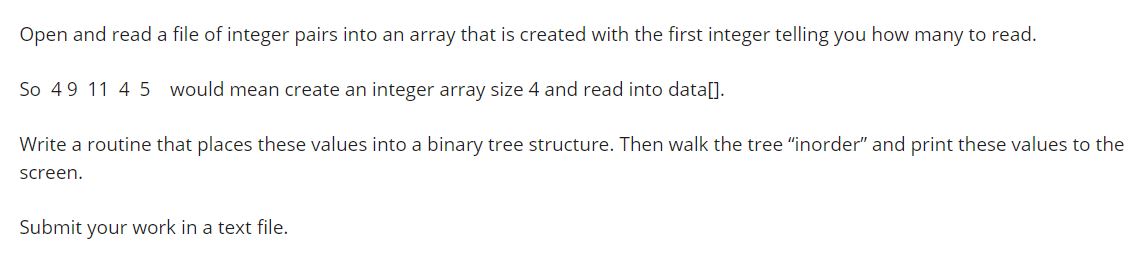 Open and read a file of integer pairs into an array that is created with the first integer telling you how many to read.
So 4 9 11 4 5 would mean create an integer array size 4 and read into data[].
Write a routine that places these values into a binary tree structure. Then walk the tree “inorder” and print these values to the
screen.
Submit your work in a text file.